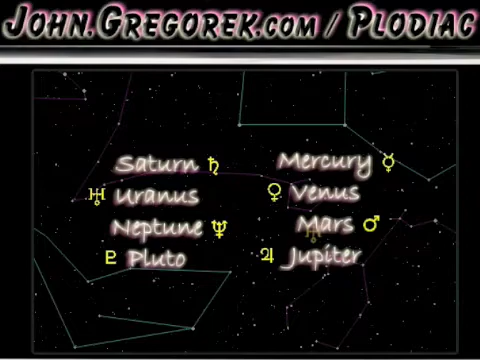 John.Gregorek.com / Plodiac
Saturn ♄
♅ Uranus
Neptune ♆
♇ Pluto
Mercury ☿
♀ Venus
Mars ♂
♃ Jupiter